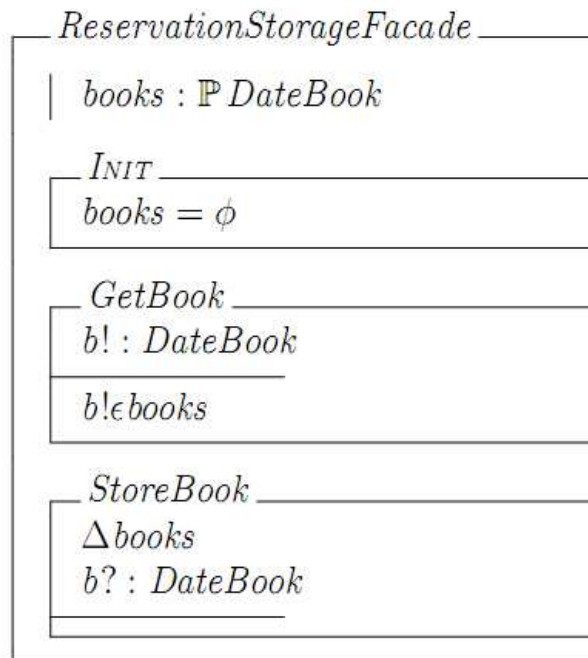 ReservationStorageFacade
books : ℙ DateBook
INIT
books = ϕ
GetBook
b! : DateBook
b!ϵbooks
StoreBook
Δbooks
b? : DateBook